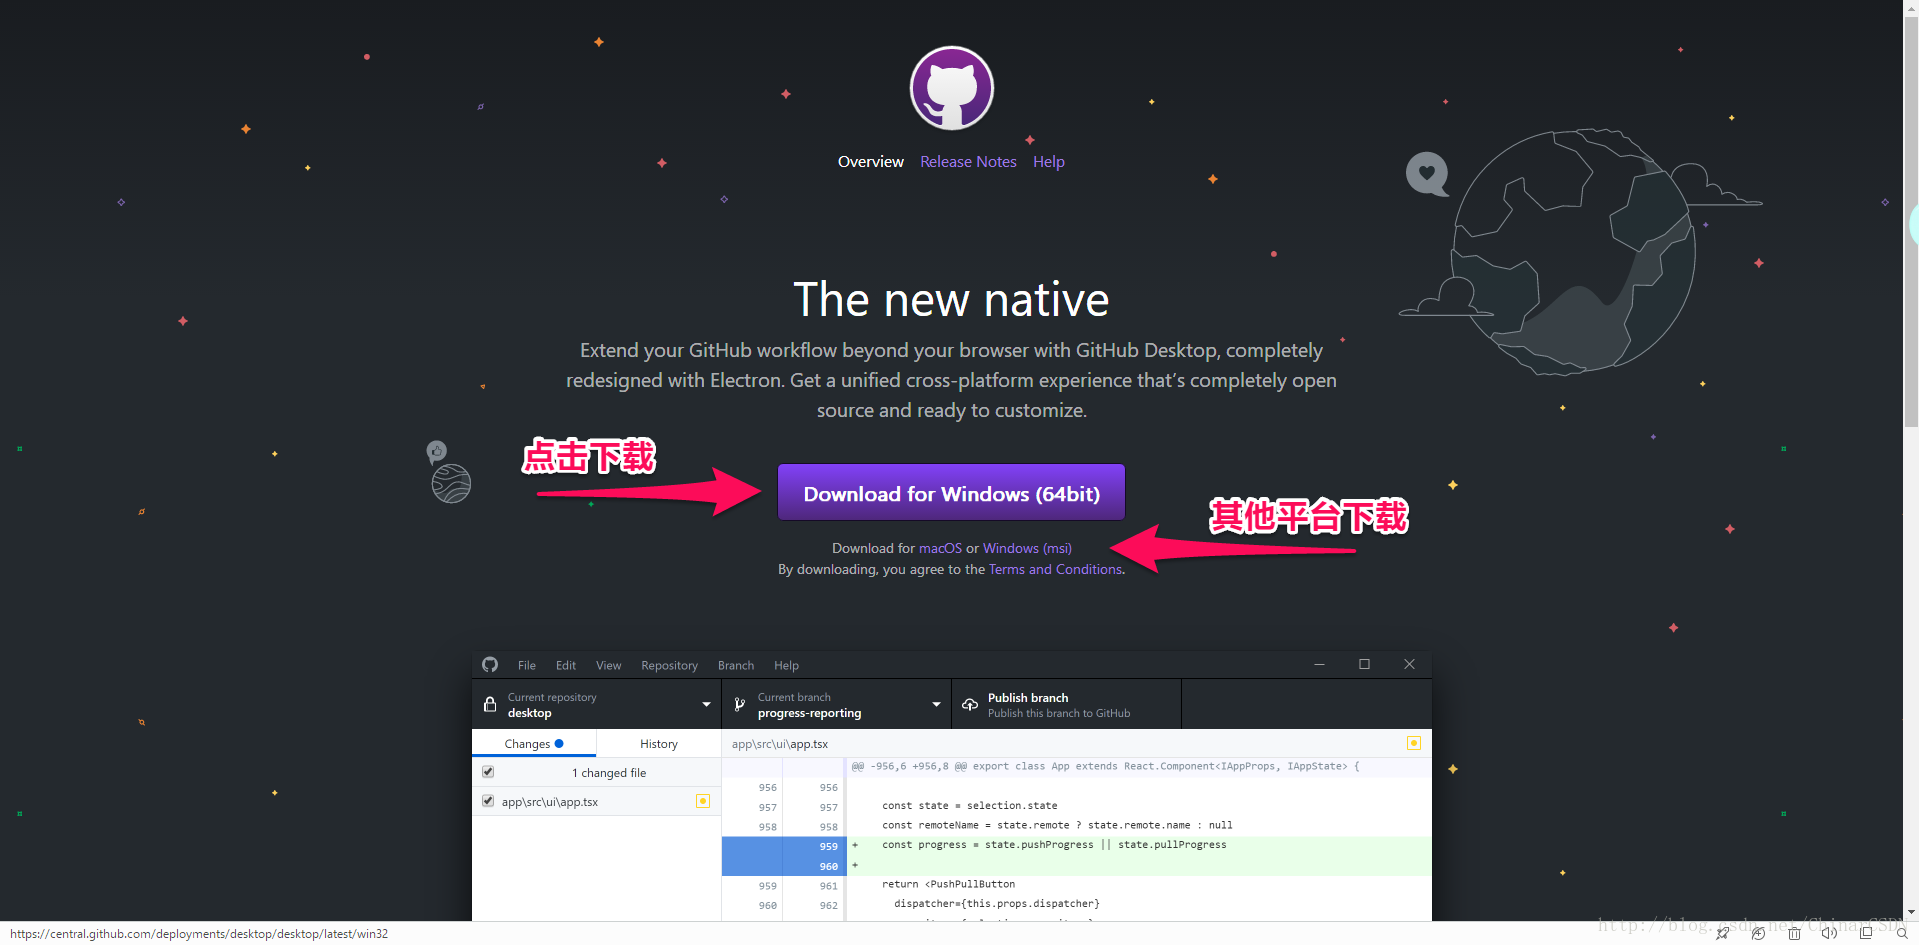 Overview Release Notes Help
The new native
Extend your GitHub workflow beyond your browser with GitHub Desktop, completely
redesigned with Electron. Get a unified cross-platform experience that's completely open
source and ready to customize.
点击下载
Download for Windows (64bit)
其他平台下载
Download for macOS or Windows (msi)
By downloading, you agree to the Terms and Conditions.
File Edit View Repository Branch Help
Current repository
desktop
Current branch
progress-reporting
Publish branch
Publish this branch to GitHub
Changes History
app\src\ui\app.tsx
1 changed file
@@ -956,6 +956,8 @@ export class App extends React.Component<IAppProps, IAppState> {
956 956
app\src\ui\app.tsx
957 957 const state = selection.state
958 958 const remoteName = state.remote ? state.remote.name : null
959 + const progress = state.pushProgress || state.pullProgress
960 +
959 961 return <PushPullButton
960 962 dispatcher={this.props.dispatcher}
https://central.github.com/deployments/desktop/desktop/latest/win32